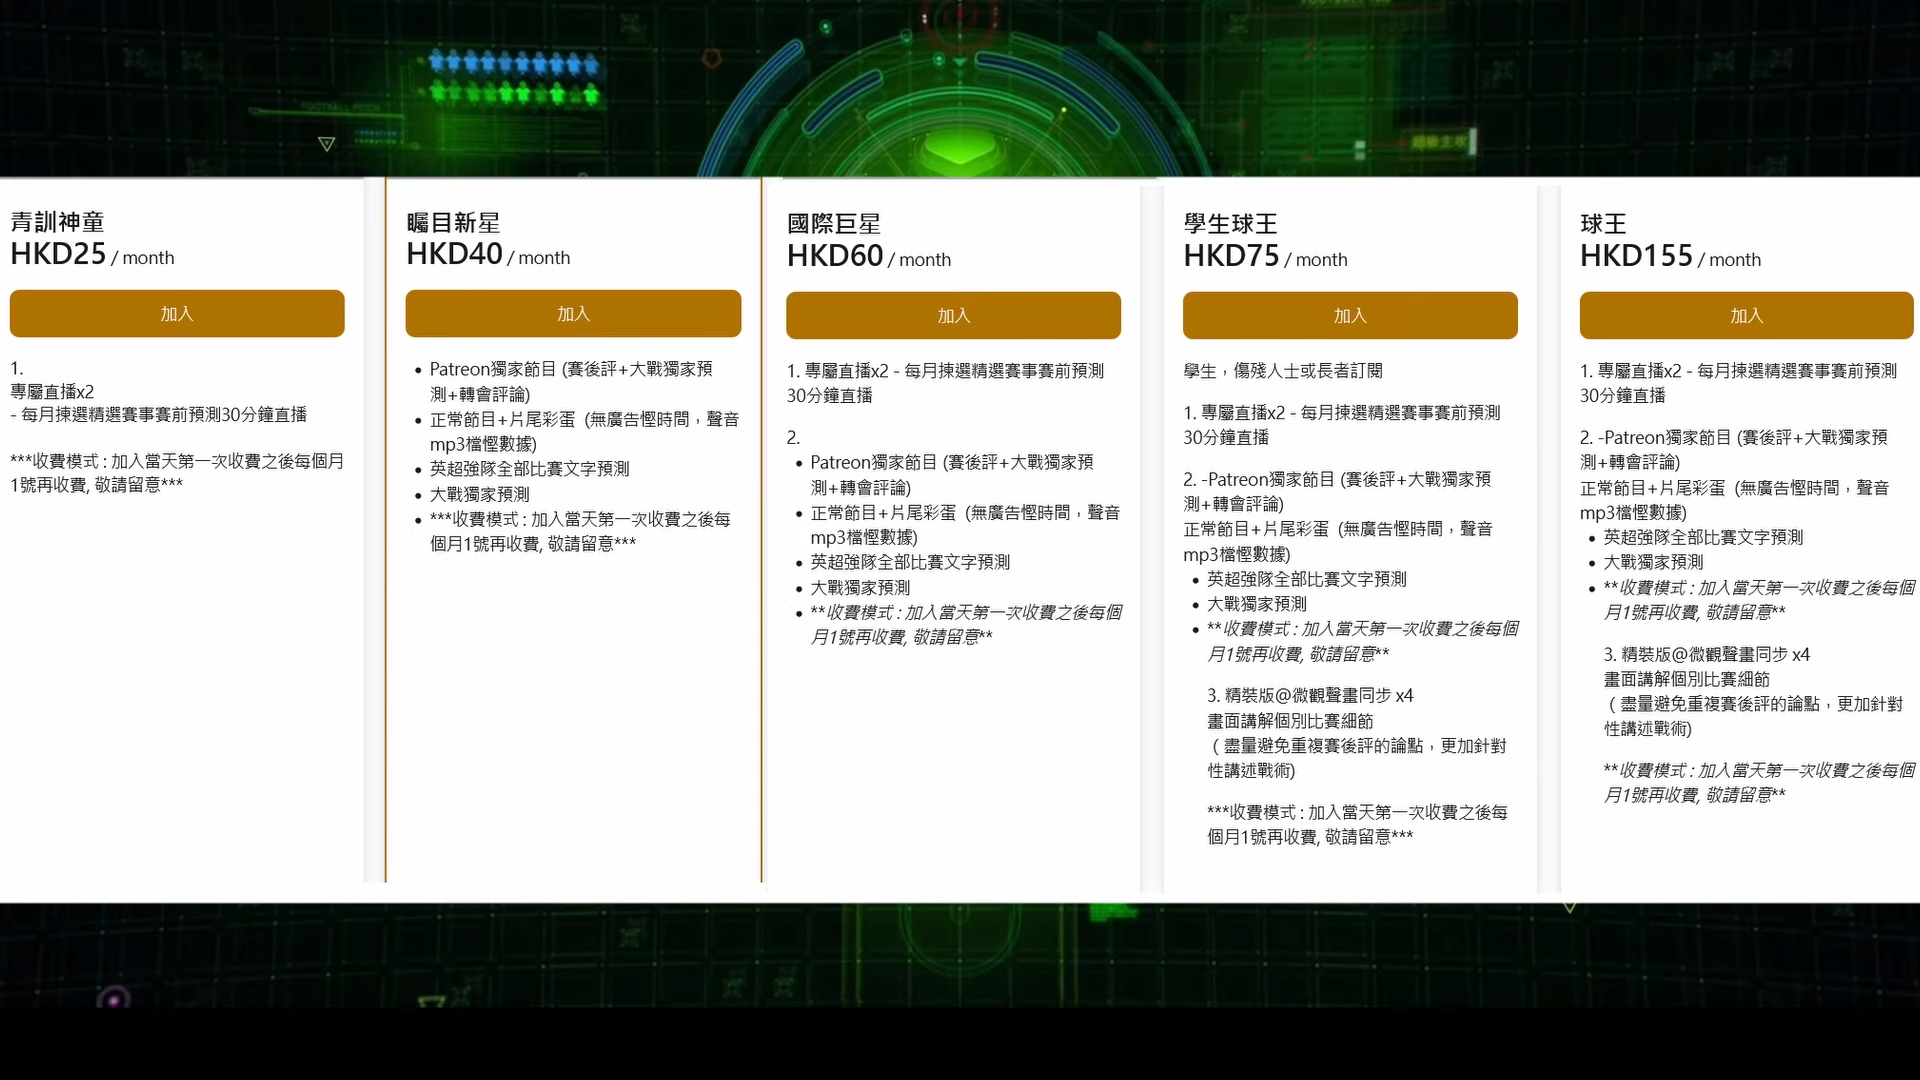 FOOTBALL PITCH
超級主攻
青訓神童
HKD25 / month
加入
1.
專屬直播x2
- 每月揀選精選賽事賽前預測30分鐘直播
***收費模式 : 加入當天第一次收費之後每個月
1號再收費, 敬請留意***
矚目新星
HKD40 / month
加入
• Patreon獨家節目 (賽後評+大戰獨家預
測+轉會評論)
• 正常節目+片尾彩蛋  (無廣告慳時間，聲音
mp3檔慳數據)
• 英超強隊全部比賽文字預測
• 大戰獨家預測
• ***收費模式 : 加入當天第一次收費之後每
個月1號再收費, 敬請留意***
國際巨星
HKD60 / month
加入
1. 專屬直播x2 - 每月揀選精選賽事賽前預測
30分鐘直播
2.
• Patreon獨家節目 (賽後評+大戰獨家預
測+轉會評論)
• 正常節目+片尾彩蛋  (無廣告慳時間，聲音
mp3檔慳數據)
• 英超強隊全部比賽文字預測
• 大戰獨家預測
• **收費模式 : 加入當天第一次收費之後每個
月1號再收費, 敬請留意**
學生球王
HKD75 / month
加入
學生，傷殘人士或長者訂閱
1. 專屬直播x2 - 每月揀選精選賽事賽前預測
30分鐘直播
2. -Patreon獨家節目 (賽後評+大戰獨家預
測+轉會評論)
正常節目+片尾彩蛋  (無廣告慳時間，聲音
mp3檔慳數據)
• 英超強隊全部比賽文字預測
• 大戰獨家預測
• **收費模式 : 加入當天第一次收費之後每個
月1號再收費, 敬請留意**
3. 精裝版@微觀聲畫同步 x4
畫面講解個別比賽細節
（ 盡量避免重複賽後評的論點，更加針對
性講述戰術)
***收費模式 : 加入當天第一次收費之後每
個月1號再收費, 敬請留意***
球王
HKD155 / month
加入
1. 專屬直播x2 - 每月揀選精選賽事賽前預測
30分鐘直播
2. -Patreon獨家節目 (賽後評+大戰獨家預
測+轉會評論)
正常節目+片尾彩蛋  (無廣告慳時間，聲音
mp3檔慳數據)
• 英超強隊全部比賽文字預測
• 大戰獨家預測
• **收費模式 : 加入當天第一次收費之後每個
月1號再收費, 敬請留意**
3. 精裝版@微觀聲畫同步 x4
畫面講解個別比賽細節
（ 盡量避免重複賽後評的論點，更加針對
性講述戰術)
**收費模式 : 加入當天第一次收費之後每個
月1號再收費, 敬請留意**